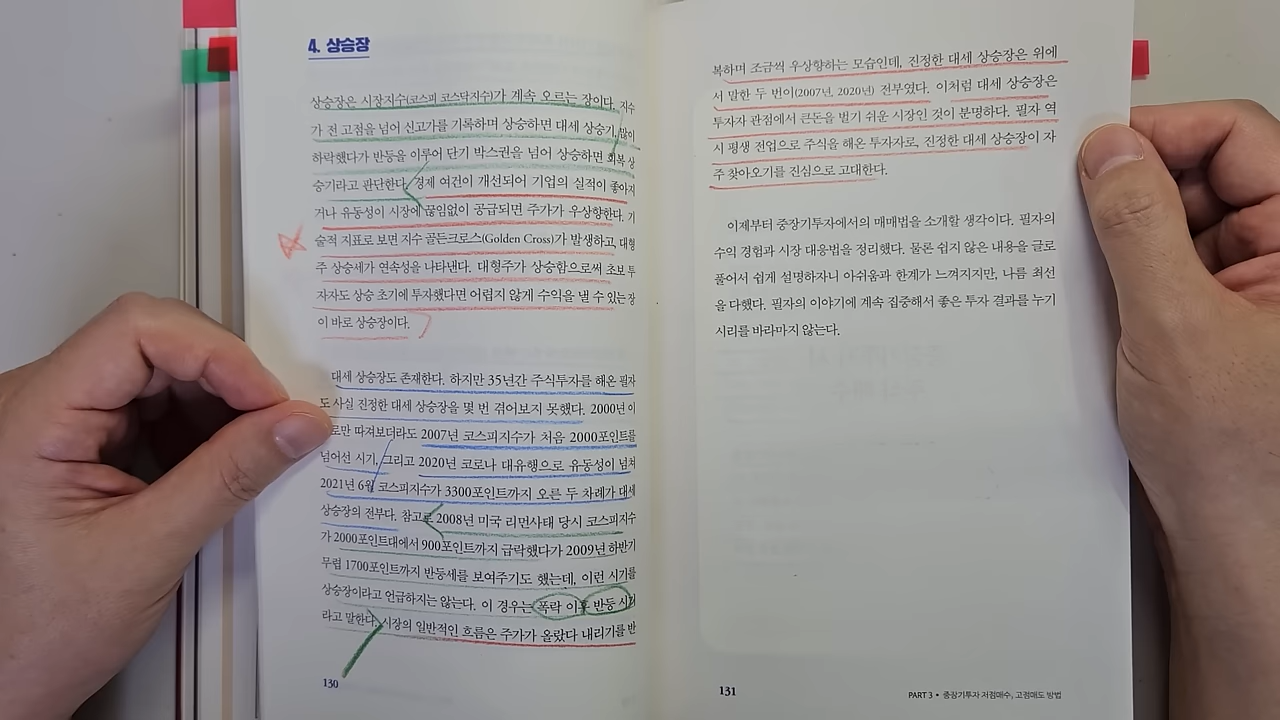 4. 상승장
상승장은 시장지수(코스피 코스닥지수)가 계속 오르는 장이다. 지수
가 전 고점을 넘어 신고가를 기록하며 상승하면 대세 상승기, 많이
하락했다가 반등을 이루어 단기 박스권을 넘어 상승하면 회복 상
승기라고 판단한다. 경제 여건이 개선되어 기업의 실적이 좋아지
거나 유동성이 시장에 끊임없이 공급되면 주가가 우상향한다. 기
술적 지표로 보면 지수 골든크로스(Golden Cross)가 발생하고, 대형
주 상승세가 연속성을 나타낸다. 대형주가 상승함으로써 초보 투
자자도 상승 초기에 투자했다면 어렵지 않게 수익을 낼 수 있는 장
이 바로 상승장이다.
대세 상승장도 존재한다. 하지만 35년간 주식투자를 해온 필자
도 사실 진정한 대세 상승장을 몇 번 겪어보지 못했다. 2000년 이
로만 따져보더라도 2007년 코스피지수가 처음 2000포인트를
넘어선 시기, 그리고 2020년 코로나 대유행으로 유동성이 넘쳐
2021년 6월 코스피지수가 3300포인트까지 오른 두 차례가 대세
상승장의 전부다. 참고로 2008년 미국 리먼사태 당시 코스피지수
가 2000포인트대에서 900포인트까지 급락했다가 2009년 하반기
무렵 1700포인트까지 반등세를 보여주기도 했는데, 이런 시기를
상승장이라고 언급하지는 않는다. 이 경우는 폭락 이후 반등 시기
라고 말한다. 시장의 일반적인 흐름은 주가가 올랐다 내리기를 반
130
복하며 조금씩 우상향하는 모습인데, 진정한 대세 상승장은 위에
서 말한 두 번이(2007년, 2020년) 전부였다. 이처럼 대세 상승장은
투자자 관점에서 큰돈을 벌기 쉬운 시장인 것이 분명하다. 필자 역
시 평생 전업으로 주식을 해온 투자자로, 진정한 대세 상승장이 자
주 찾아오기를 진심으로 고대한다.
이제부터 중장기투자에서의 매매법을 소개할 생각이다. 필자의
수익 경험과 시장 대응법을 정리했다. 물론 쉽지 않은 내용을 글로
풀어서 쉽게 설명하자니 아쉬움과 한계가 느껴지지만, 나름 최선
을 다했다. 필자의 이야기에 계속 집중해서 좋은 투자 결과를 누기
시리를 바라마지 않는다.
131
PART 3 • 중장기투자 저점매수, 고점매도 방법